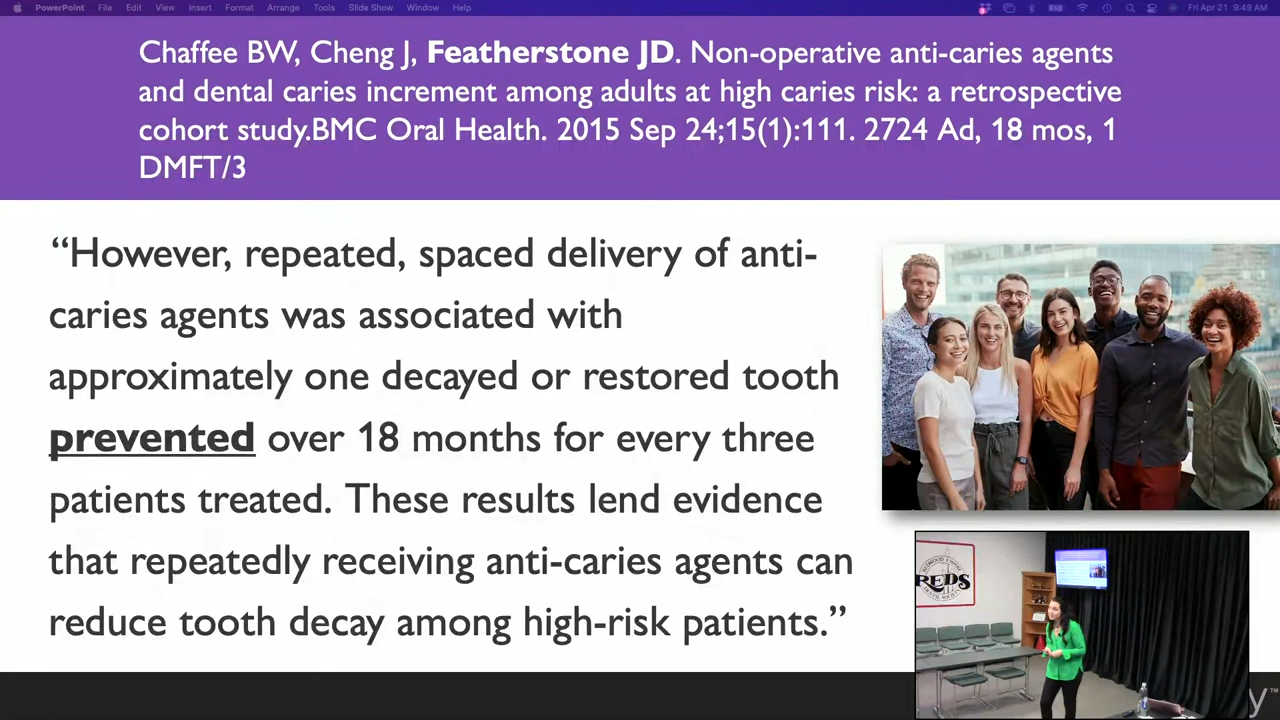 PowerPoint File Edit View Insert Format Arrange Tools Slide Show Window Help Fri Apr 21 9:49 AM
Chaffee BW, Cheng J, Featherstone JD. Non-operative anti-caries agents
and dental caries increment among adults at high caries risk: a retrospective
cohort study.BMC Oral Health. 2015 Sep 24;15(1):111. 2724 Ad, 18 mos, 1
DMFT/3
“However, repeated, spaced delivery of anti-
caries agents was associated with
approximately one decayed or restored tooth
prevented over 18 months for every three
patients treated. These results lend evidence
that repeatedly receiving anti-caries agents can
reduce tooth decay among high-risk patients.”
REDS
y™